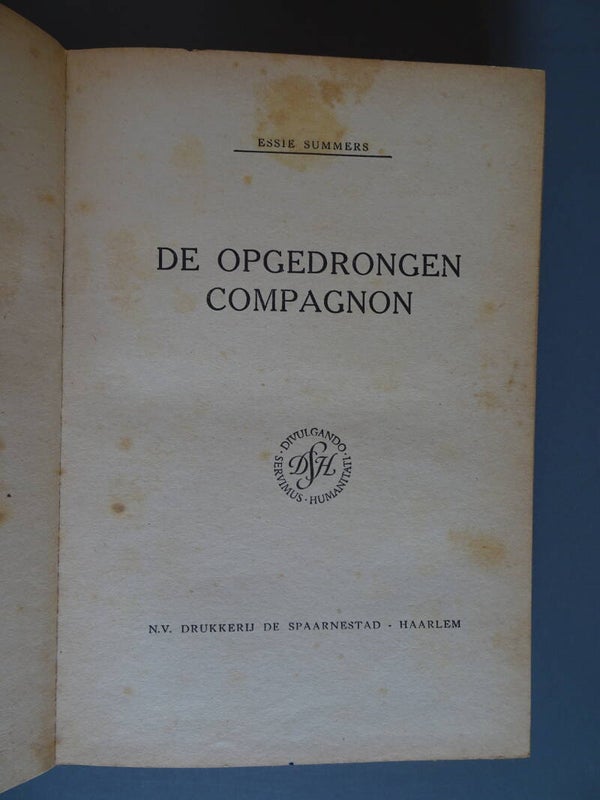 ESSIE SUMMERS
DE OPGEDRONGEN
COMPAGNON
· DIVULGANDO · SERVIMUS · HUMANITATI
DSH
N.V. DRUKKERIJ DE SPAARNESTAD - HAARLEM